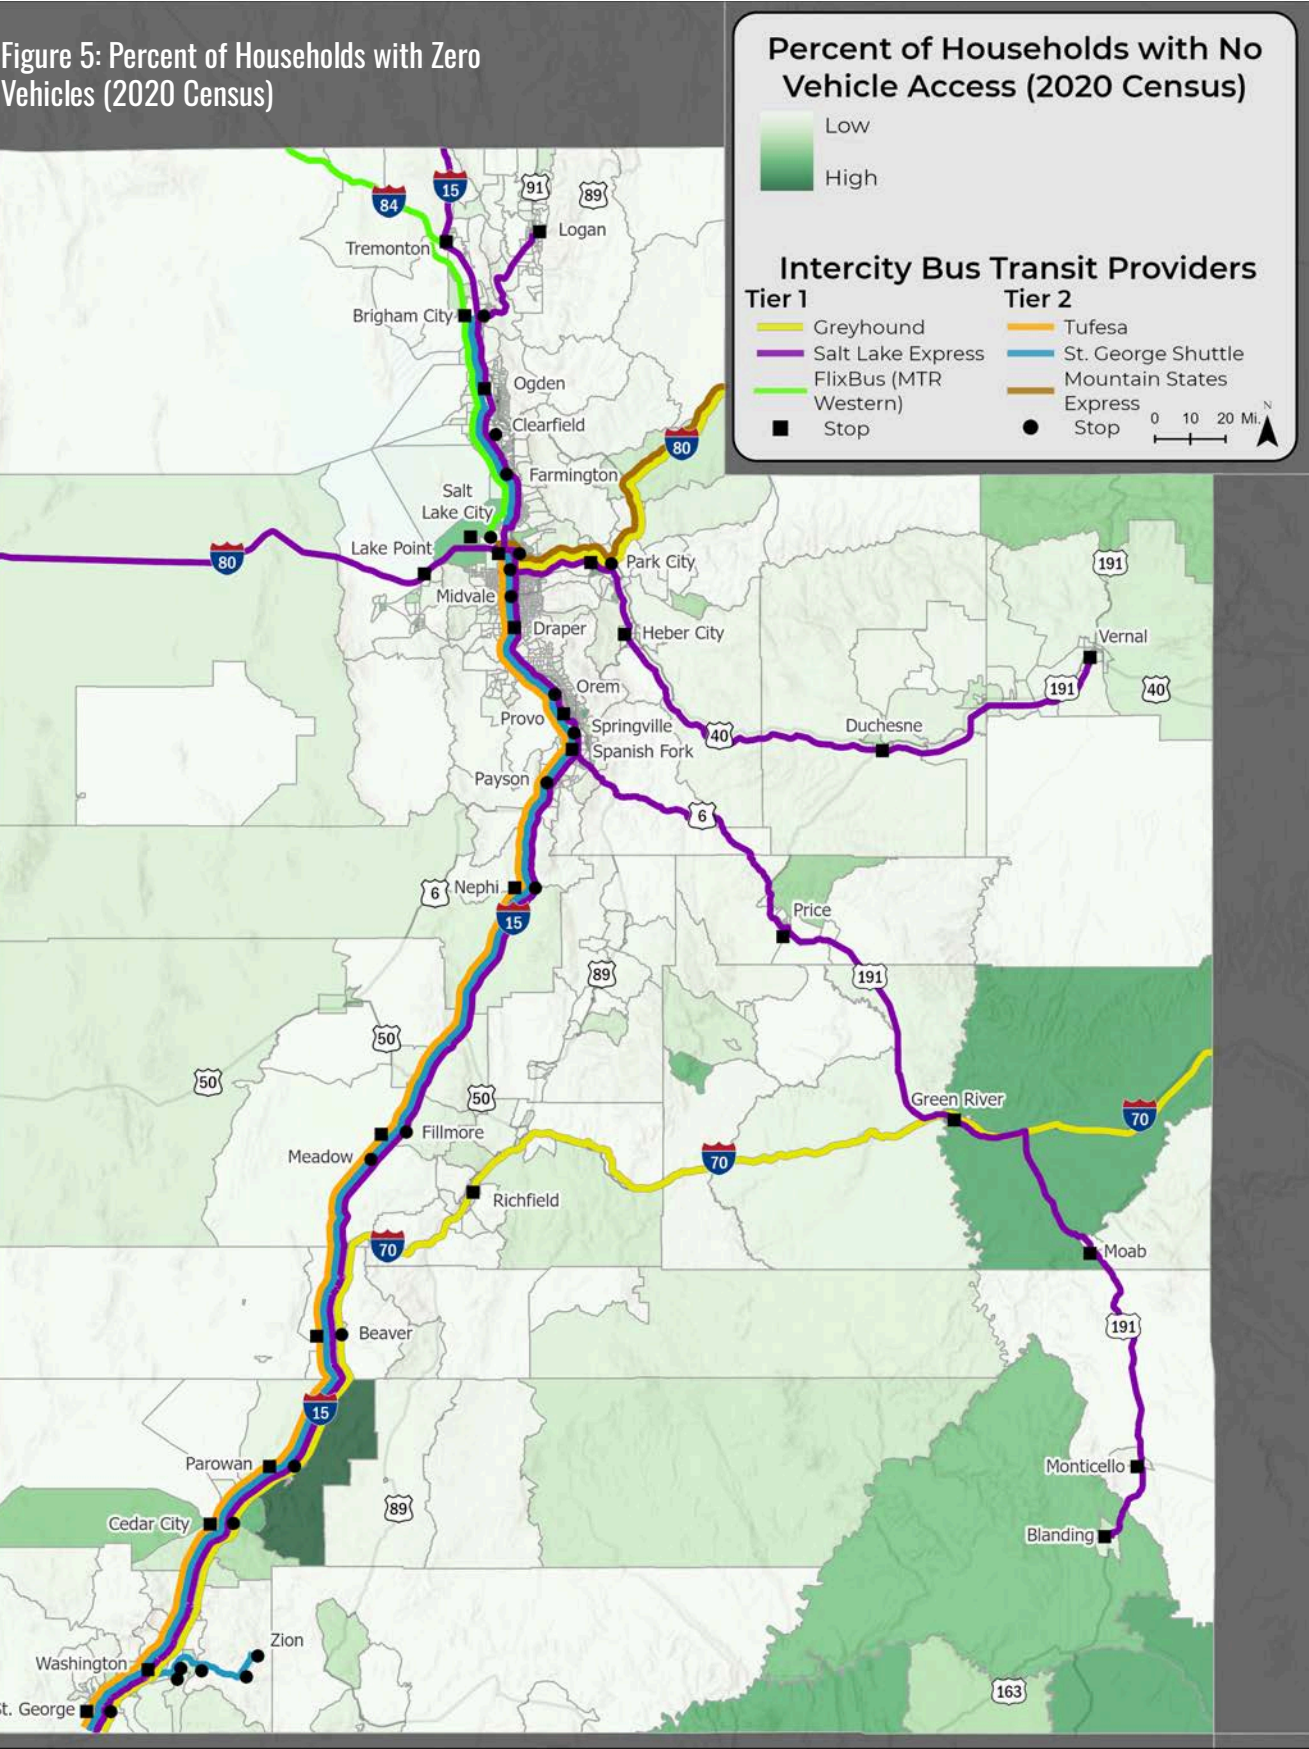 Figure 5: Percent of Households with Zero
Vehicles (2020 Census)
Percent of Households with No
Vehicle Access (2020 Census)
Low
High
Intercity Bus Transit Providers
Tier 1
Tier 2
Greyhound
Tufesa
Salt Lake Express
St. George Shuttle
FlixBus (MTR
Western)
Mountain States
Express
Stop
Stop
0 10 20 Mi.
N
84
15
91
89
Logan
Tremonton
Brigham City
Ogden
Clearfield
80
Farmington
Salt
Lake City
Lake Point
80
Park City
191
Midvale
Draper
Heber City
Vernal
Orem
191
40
Provo
Springville
40
Duchesne
Spanish Fork
Payson
6
6
Nephi
15
Price
89
191
50
50
50
Green River
70
Fillmore
Meadow
70
Richfield
70
Moab
191
Beaver
15
Parowan
Monticello
89
Cedar City
Blanding
Zion
Washington
163
t. George